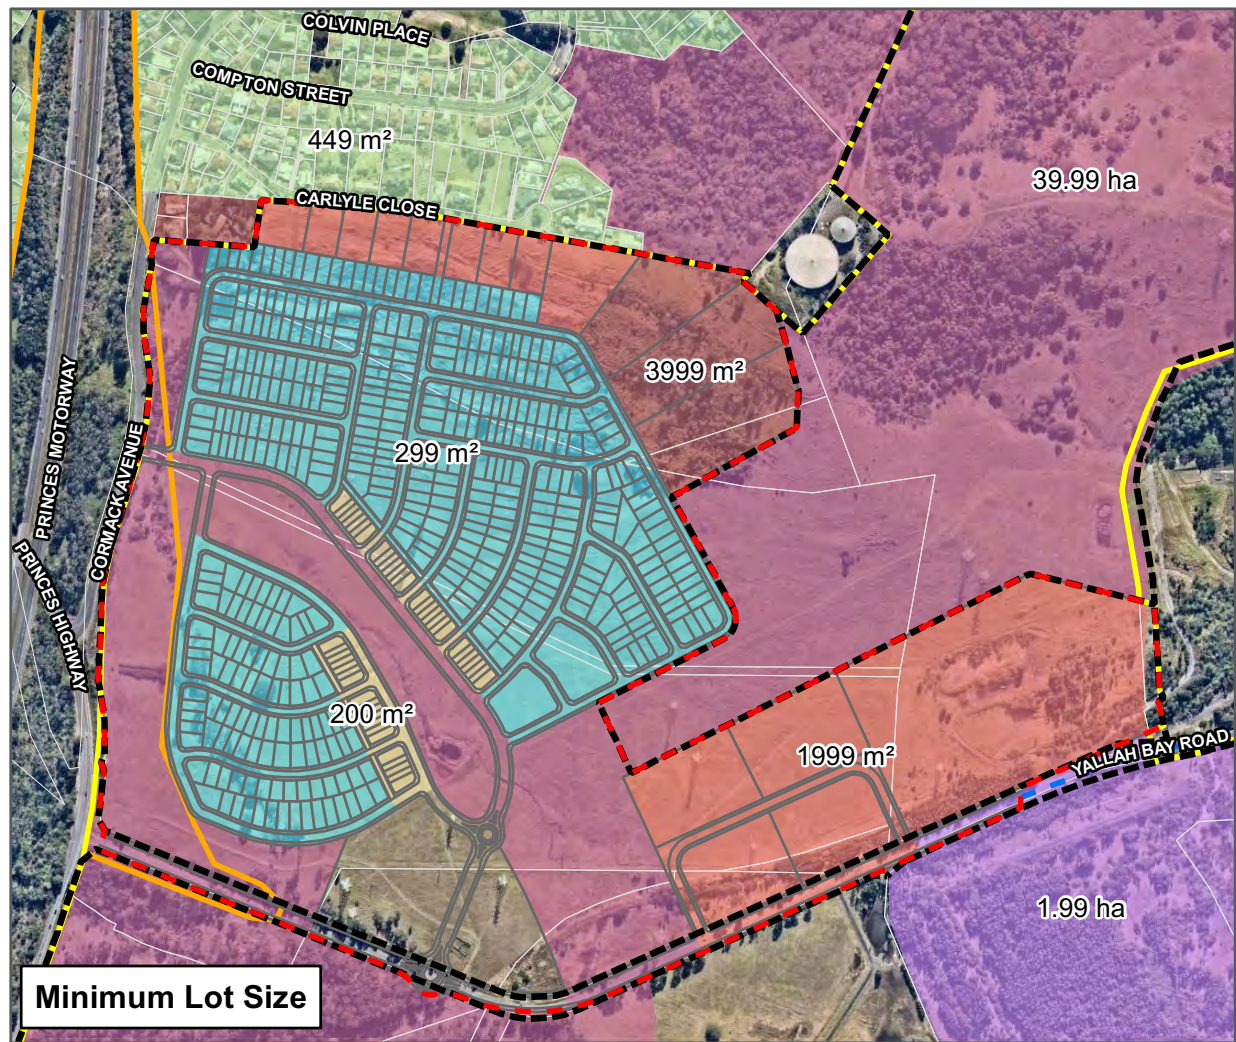 COLVIN PLACE
COMPTON STREET
449 m²
39.99 ha
CARLYLE CLOSE
3999 m²
PRINCES MOTORWAY
CORMACK AVENUE
299 m²
PRINCES HIGHWAY
200 m²
1999 m²
YALLAH BAY ROAD
1.99 ha
Minimum Lot Size